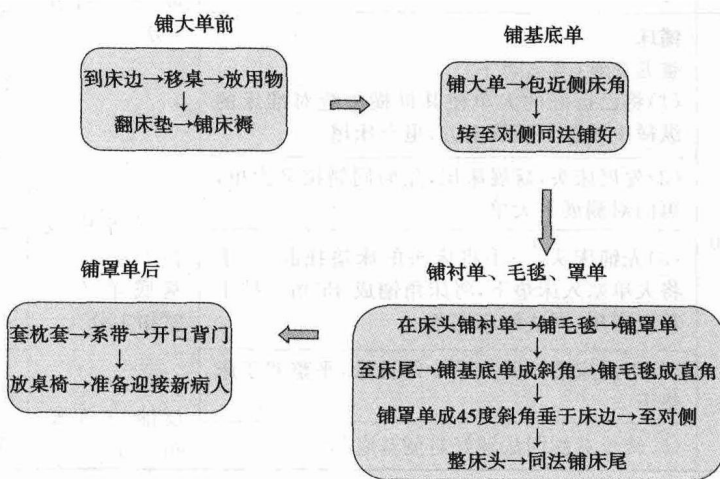 铺大单前
到床边→移桌→放用物
↓
翻床垫→铺床褥
铺基底单
铺大单→包近侧床角
↓
转至对侧同法铺好
铺衬单、毛毯、罩单
在床头铺衬单→铺毛毯→铺罩单
↓
至床尾→铺基底单成斜角→铺毛毯成直角
↓
铺罩单成45度斜角垂于床边→至对侧
↓
整床头→同法铺床尾
铺罩单后
套枕套→系带→开口背门
↓
放桌椅→准备迎接新病人